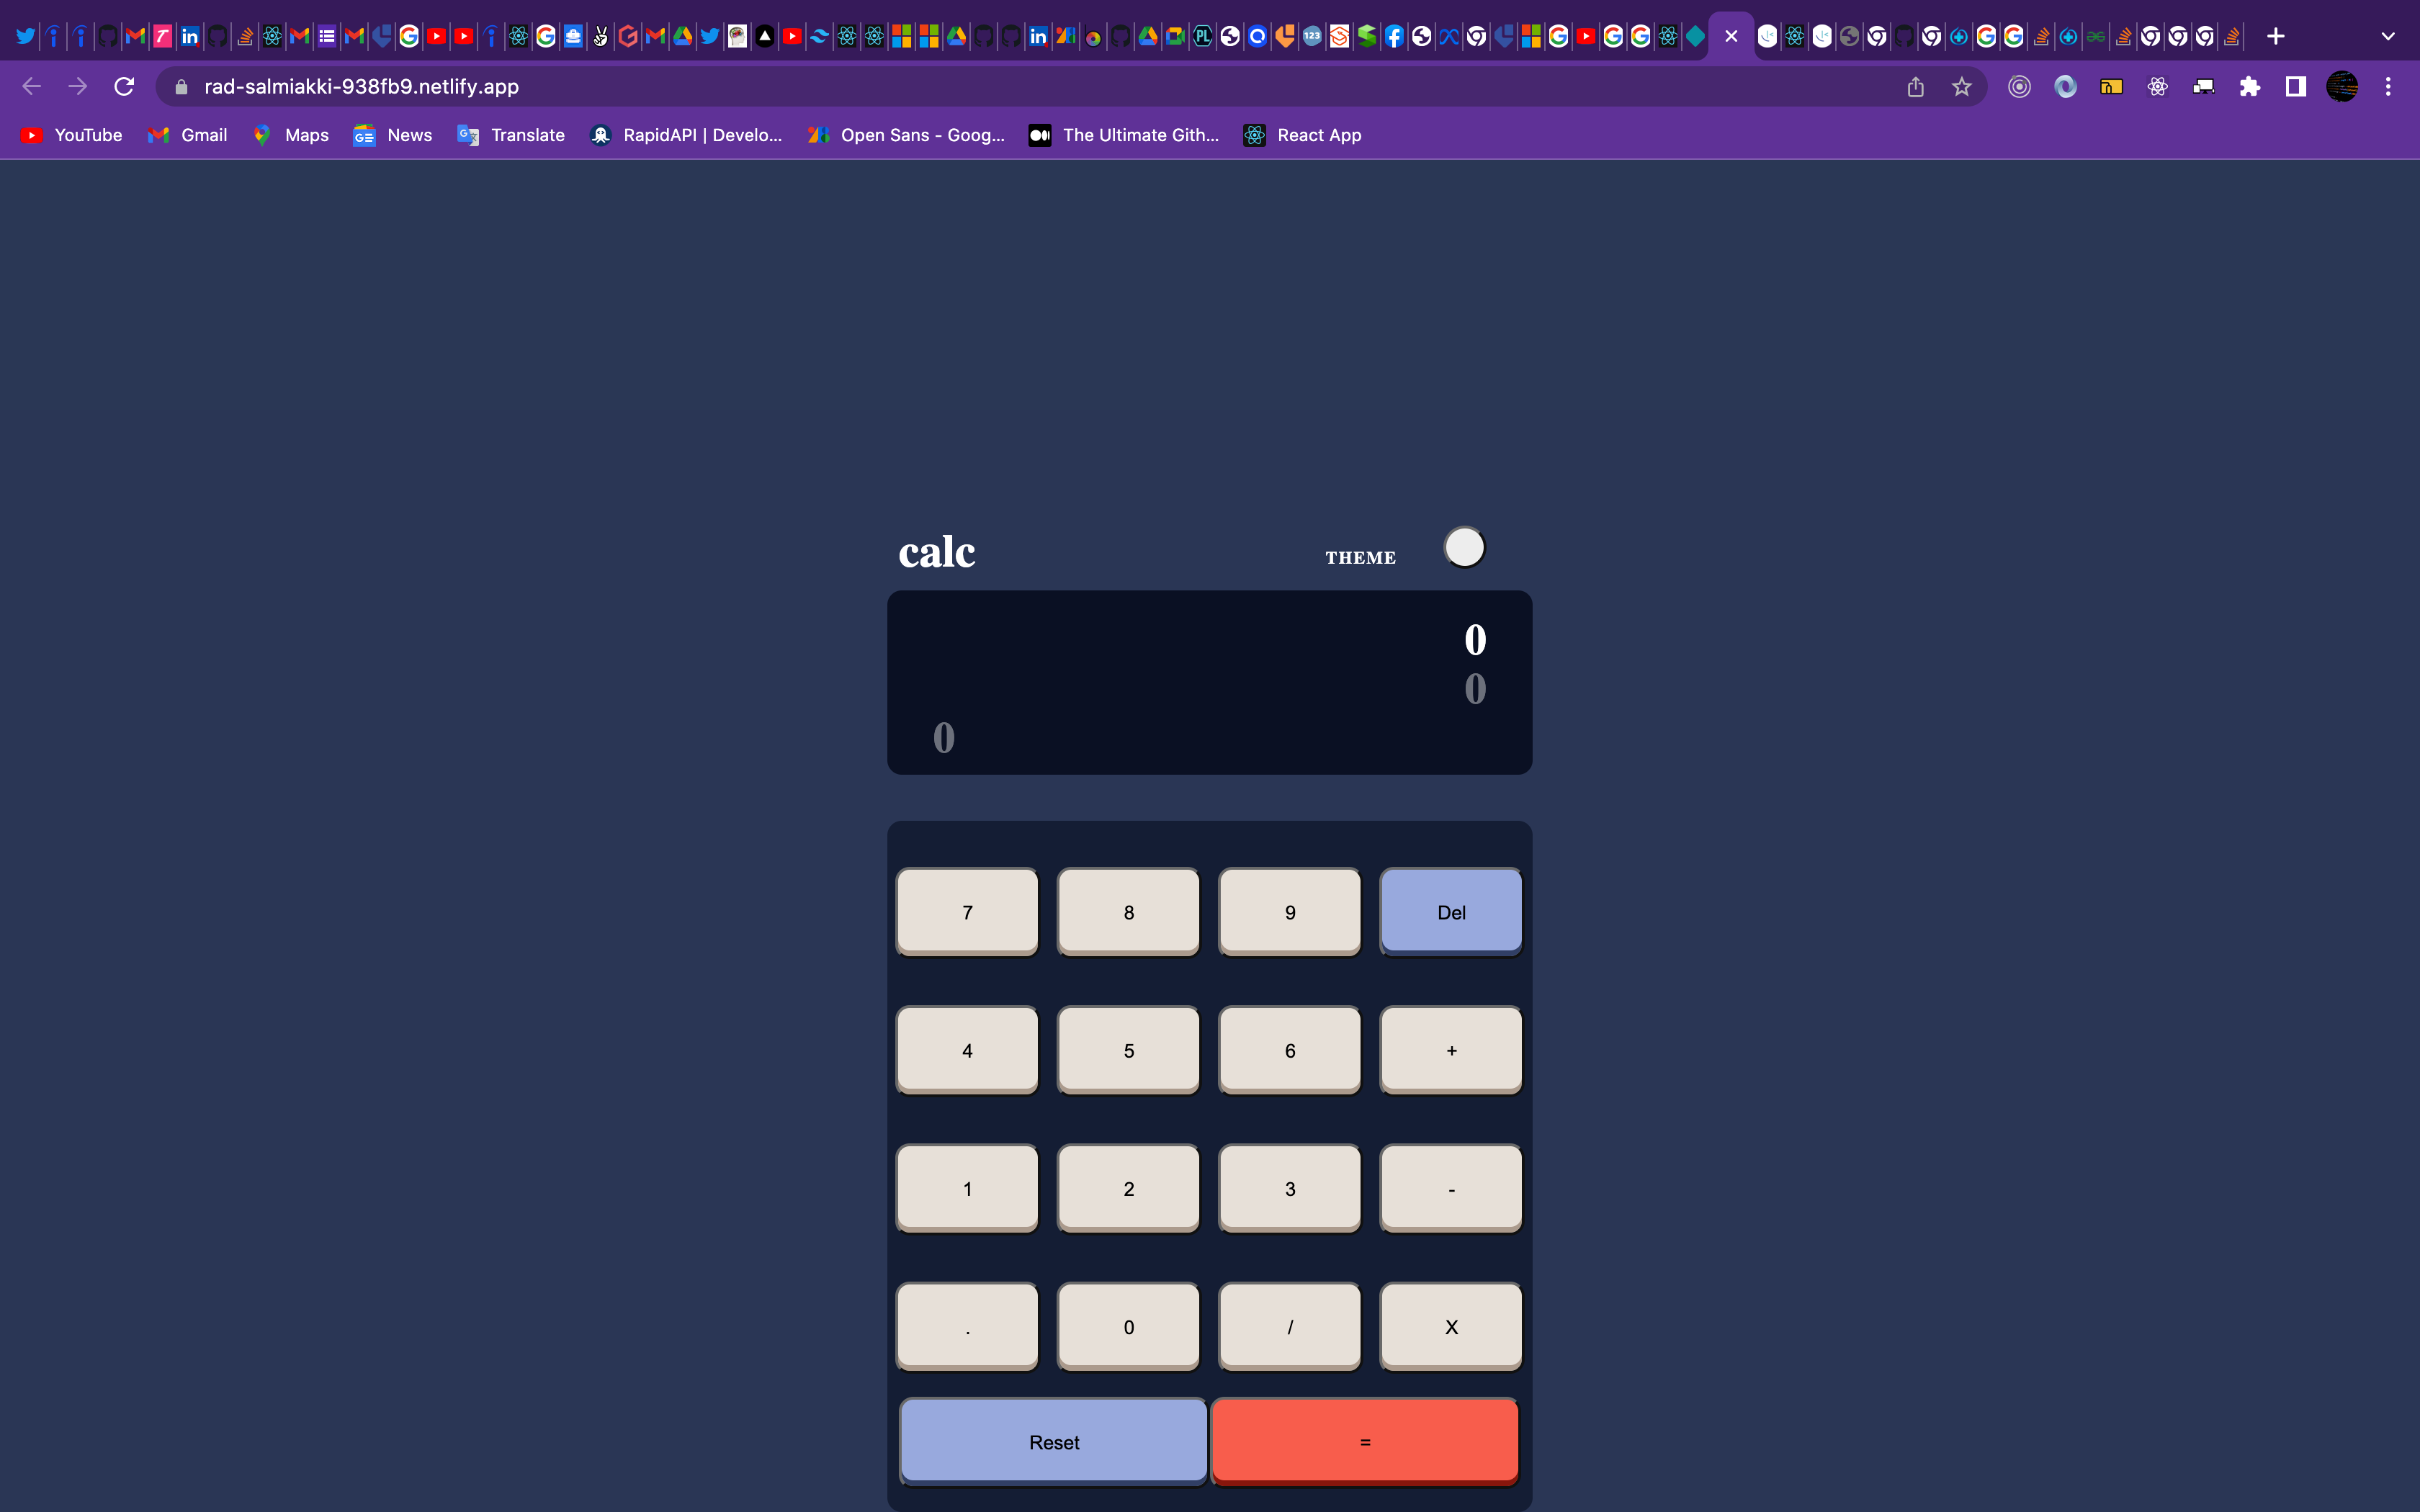 rad-salmiakki-938fb9.netlify.app
YouTube Gmail Maps News Translate RapidAPI | Develo... Open Sans - Goog... The Ultimate Gith... React App
calc THEME
0
0
0
7 8 9 Del
4 5 6 +
1 2 3 -
. 0 / X
Reset =